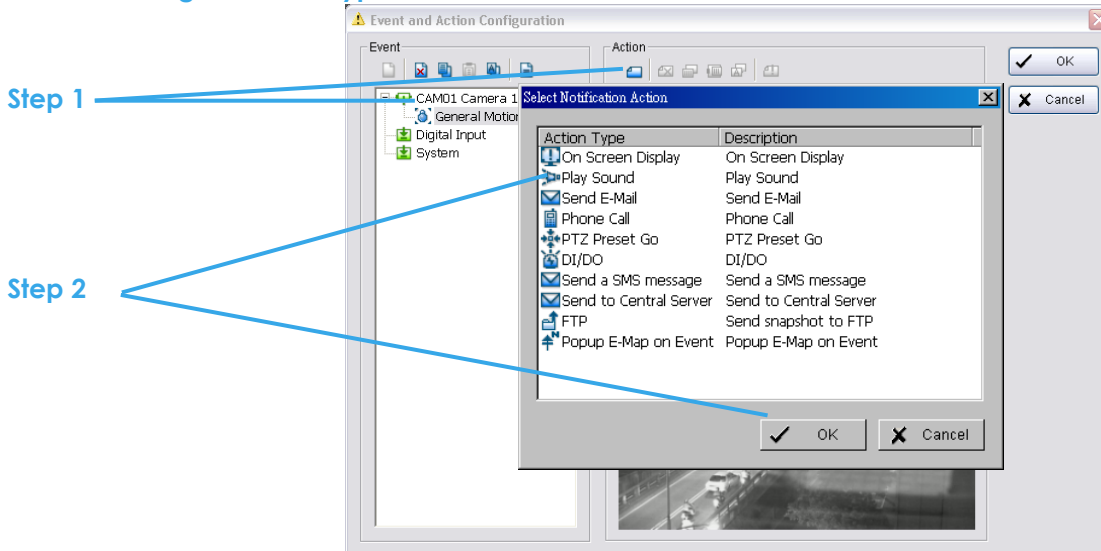 Event and Action Configuration
Event
Action
OK
Cancel
Step 1
CAM01 Camera 1
General Motion
Digital Input
System
Select Notification Action
Action Type Description
On Screen Display On Screen Display
Play Sound Play Sound
Send E-Mail Send E-Mail
Phone Call Phone Call
PTZ Preset Go PTZ Preset Go
DI/DO DI/DO
Send a SMS message Send a SMS message
Send to Central Server Send to Central Server
FTP Send snapshot to FTP
Popup E-Map on Event Popup E-Map on Event
OK Cancel
Step 2